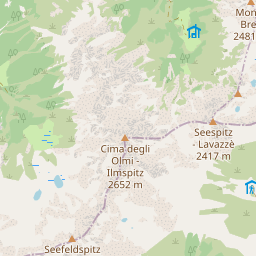 Mon
Bre
2481
Seespitz
- Lavazzè
2417 m
Cima degli
Olmi -
Ilmspitz
2652 m
Seefeldspitz